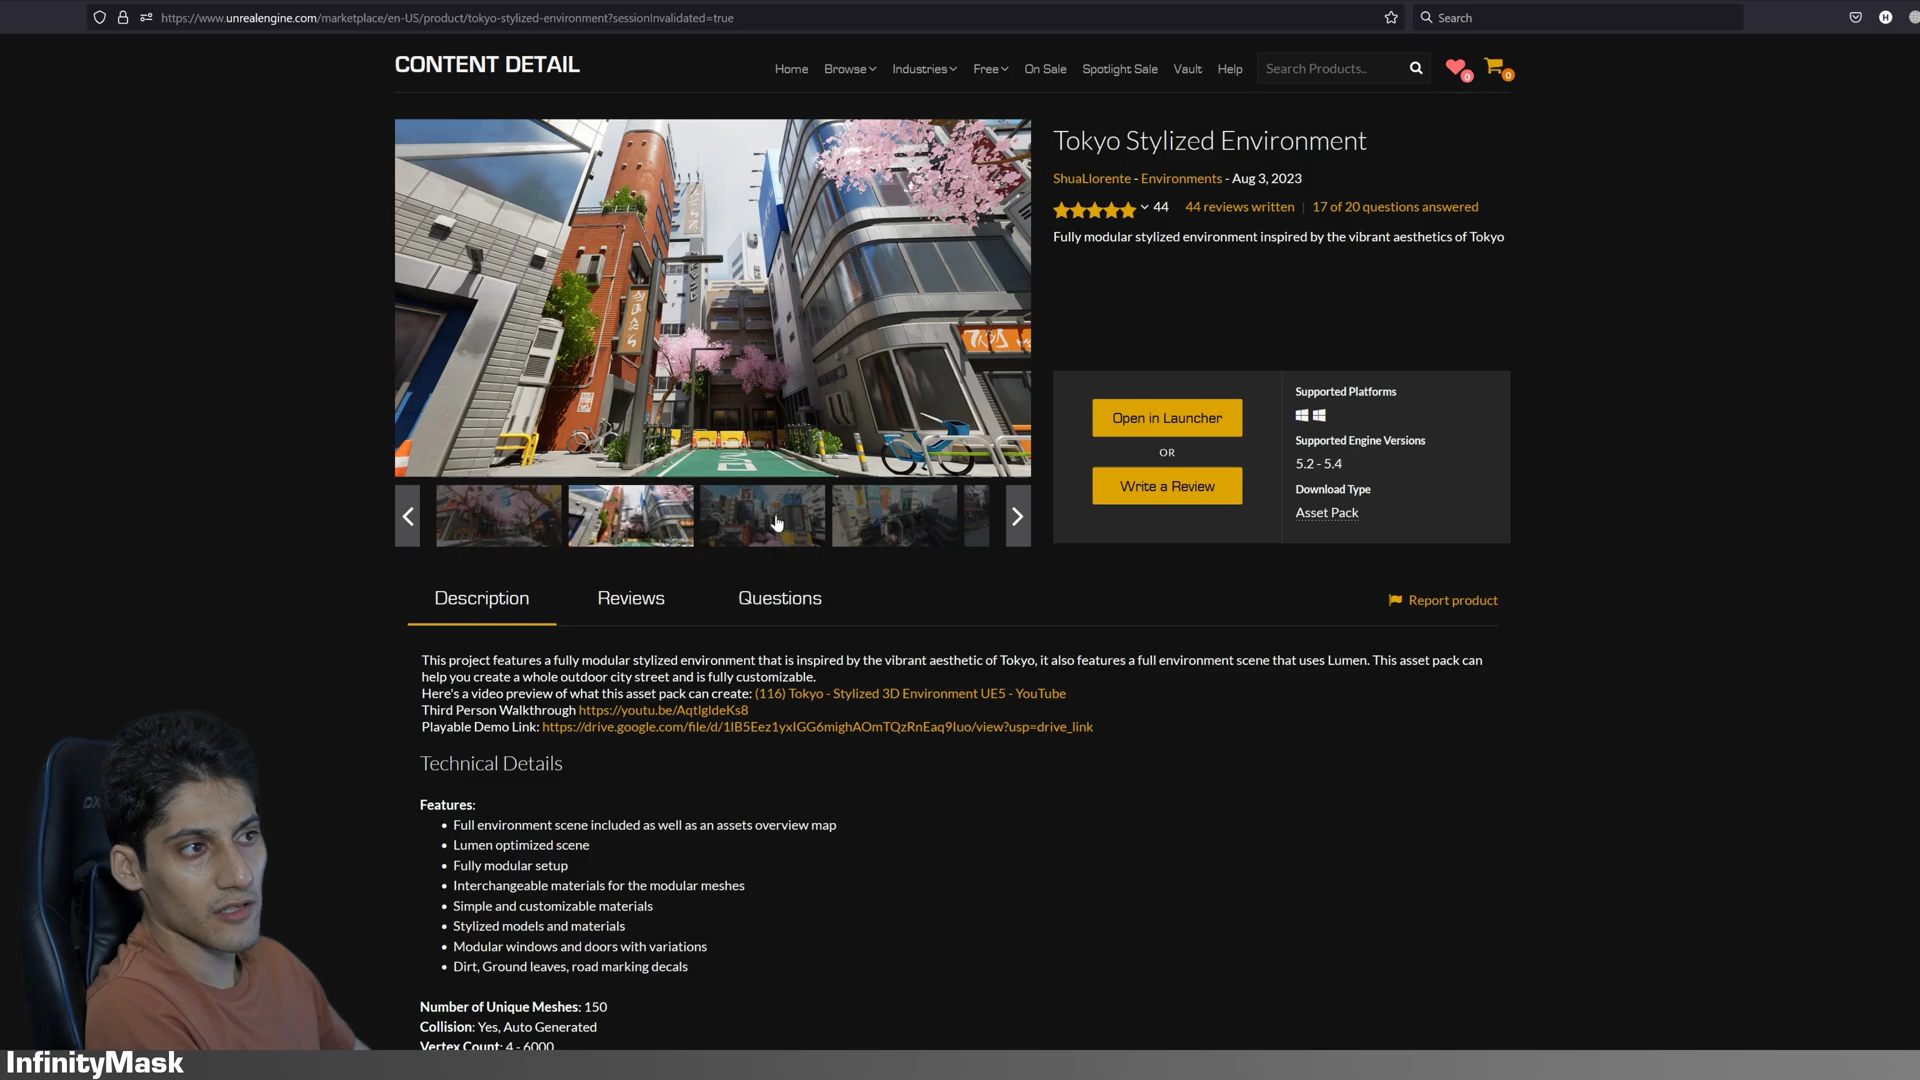 https://www.unrealengine.com/marketplace/en-US/product/tokyo-stylized-environment?sessionInvalidated=true
Search
H
CONTENT DETAIL
Home
Browse
Industries
Free
On Sale
Spotlight Sale
Vault
Help
Search Products..
0
0
Tokyo Stylized Environment
ShuaLlorente - Environments - Aug 3, 2023
44
44 reviews written | 17 of 20 questions answered
Fully modular stylized environment inspired by the vibrant aesthetics of Tokyo
Open in Launcher
OR
Write a Review
Supported Platforms
Supported Engine Versions
5.2 - 5.4
Download Type
Asset Pack
Description
Reviews
Questions
Report product
This project features a fully modular stylized environment that is inspired by the vibrant aesthetic of Tokyo, it also features a full environment scene that uses Lumen. This asset pack can
help you create a whole outdoor city street and is fully customizable.
Here's a video preview of what this asset pack can create: (116) Tokyo - Stylized 3D Environment UE5 - YouTube
Third Person Walkthrough https://youtu.be/AqtlgldeKs8
Playable Demo Link: https://drive.google.com/file/d/1IB5Eez1yxIGG6mighAOmTQzRnEaq9Iuo/view?usp=drive_link
Technical Details
Features:
• Full environment scene included as well as an assets overview map
• Lumen optimized scene
• Fully modular setup
• Interchangeable materials for the modular meshes
• Simple and customizable materials
• Stylized models and materials
• Modular windows and doors with variations
• Dirt, Ground leaves, road marking decals
Number of Unique Meshes: 150
Collision: Yes, Auto Generated
Vertex Count: 4 - 6000
InfinityMask